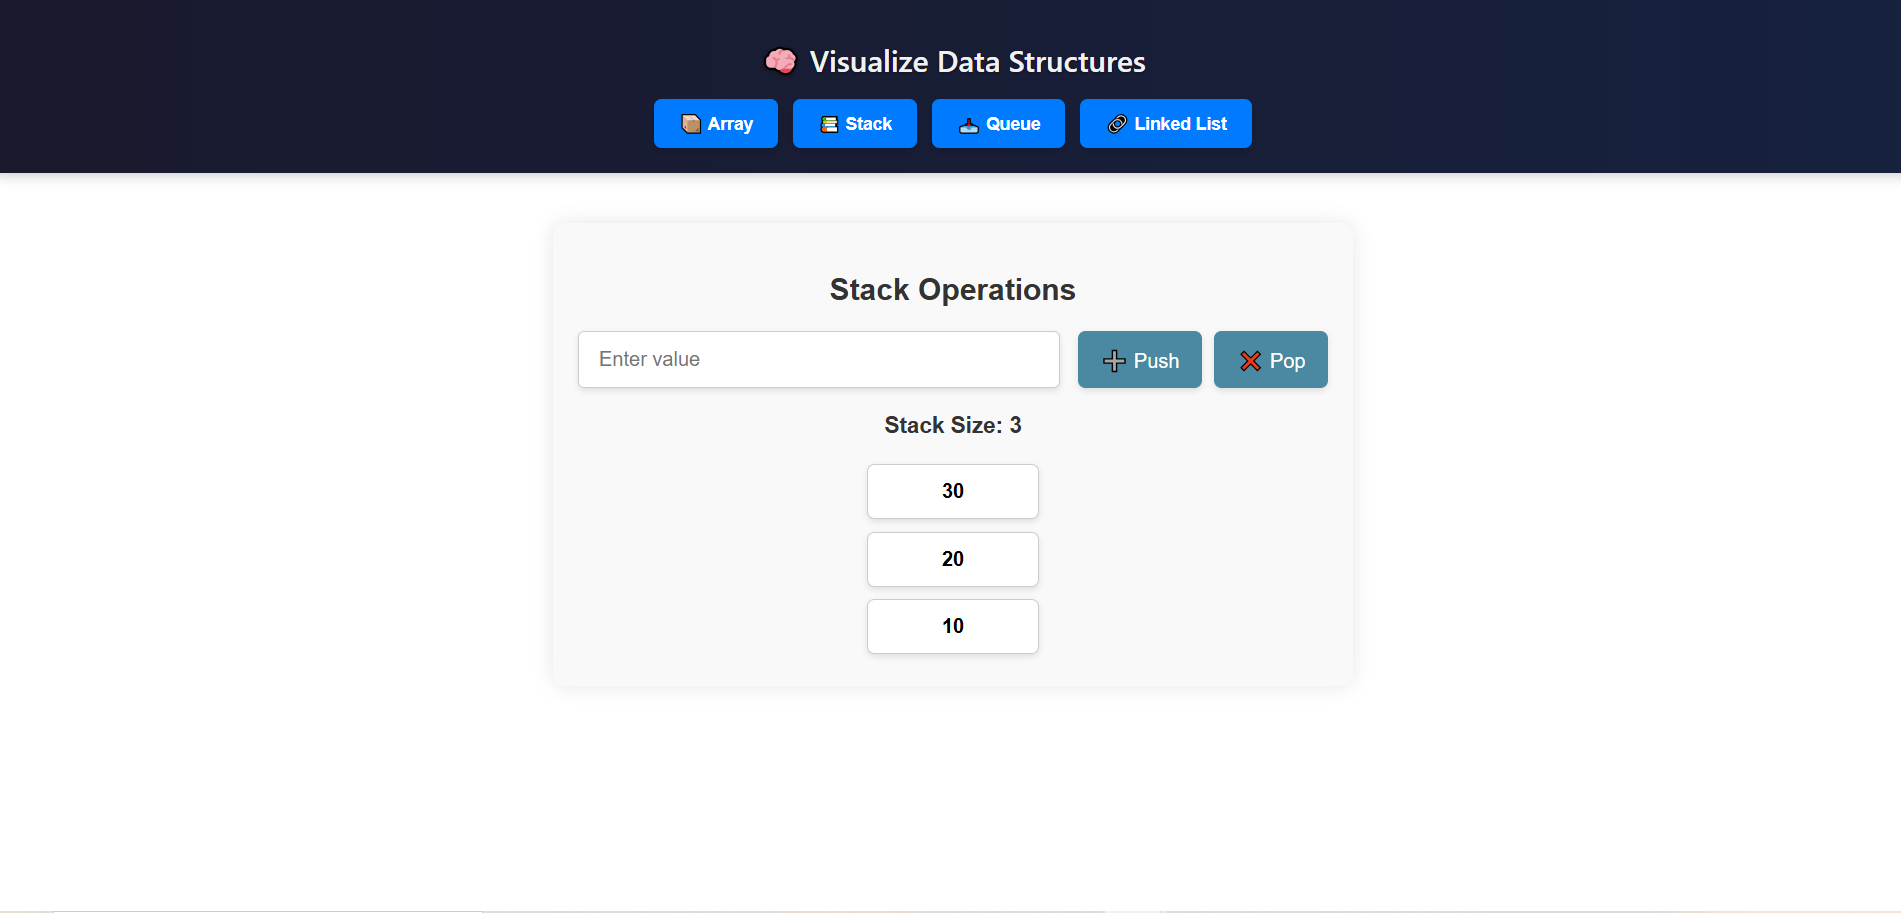 🧠 Visualize Data Structures
📦 Array 📚 Stack 📥 Queue 🔗 Linked List
Stack Operations
Enter value ➕ Push ❌ Pop
Stack Size: 3
30
20
10